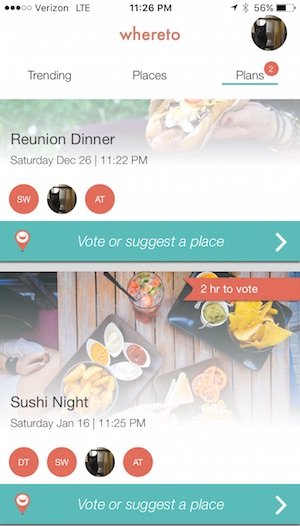 Verizon LTE 11:26 PM 56%
whereto
Trending Places Plans 2
Reunion Dinner
Saturday Dec 26 | 11:22 PM
SW AT
Vote or suggest a place
2 hr to vote
Sushi Night
Saturday Jan 16 | 11:25 PM
DT SW AT
Vote or suggest a place